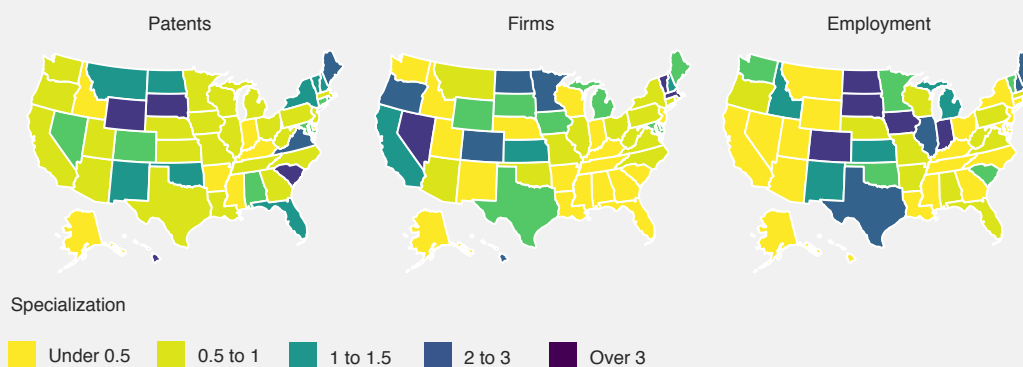 Patents Firms Employment
Specialization
Under 0.5 0.5 to 1 1 to 1.5 2 to 3 Over 3